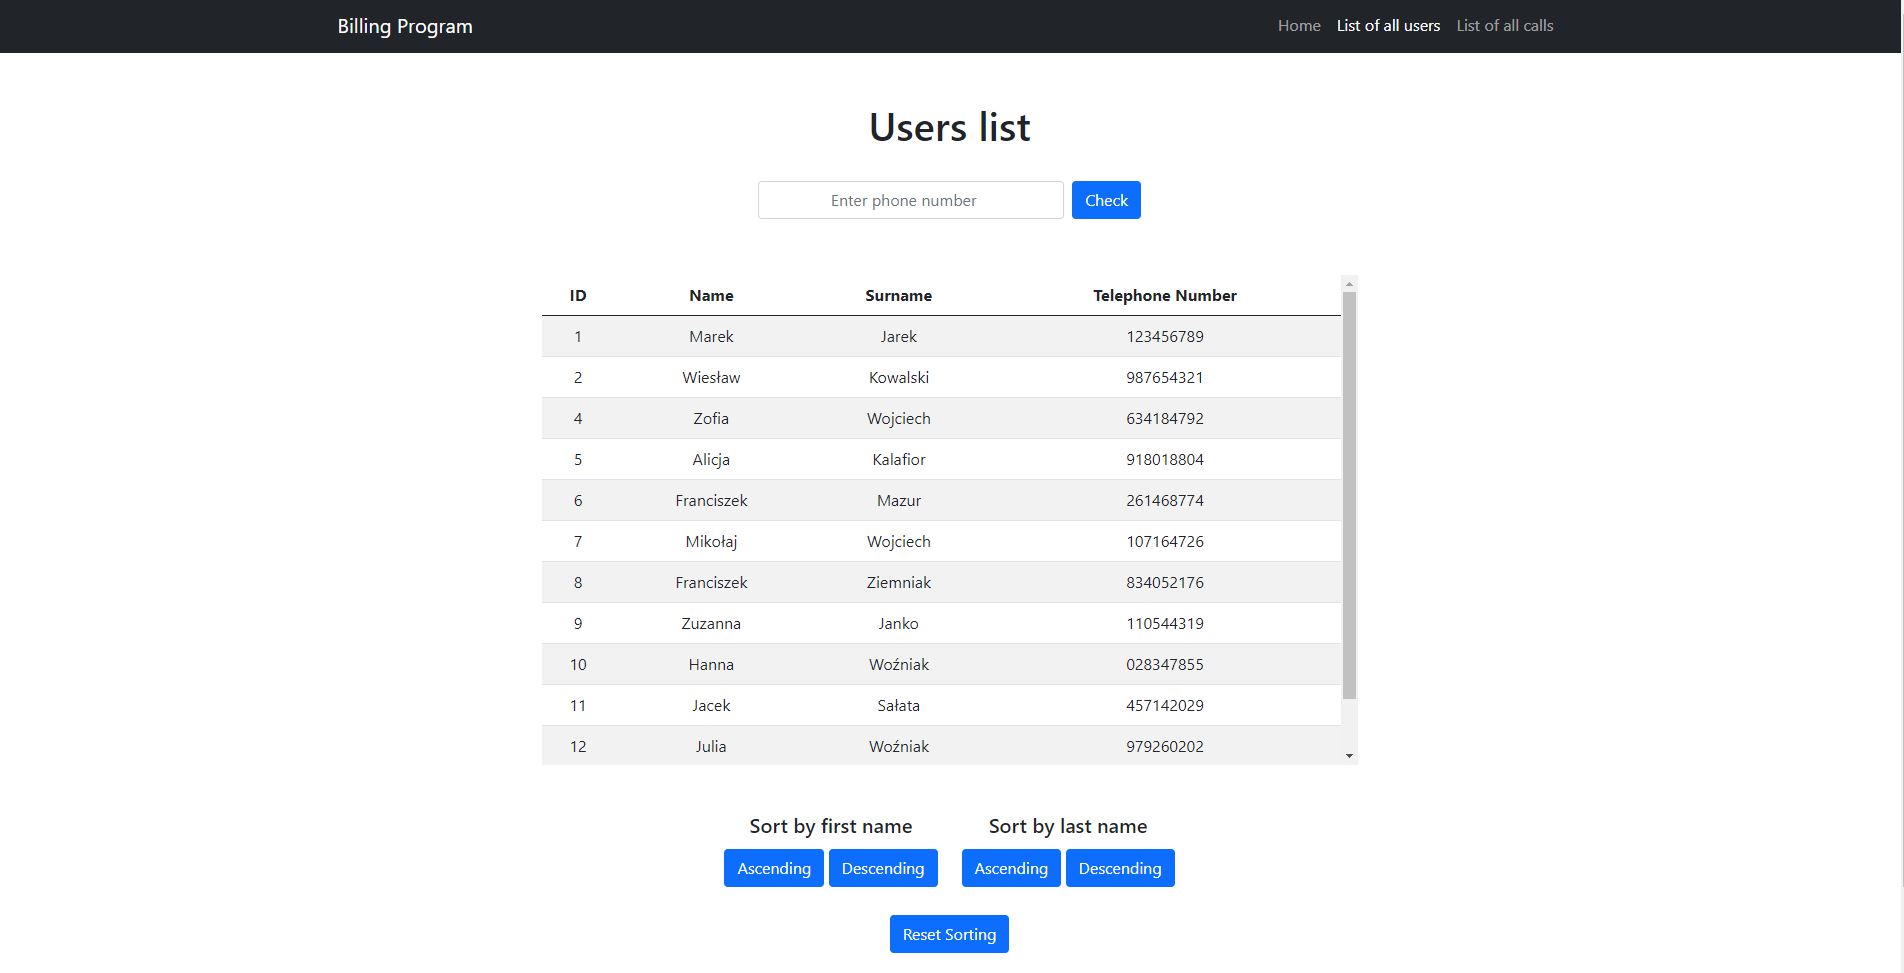 Billing Program Home List of all users List of all calls
Users list
Enter phone number Check
ID Name Surname Telephone Number
1 Marek Jarek 123456789
2 Wiesław Kowalski 987654321
4 Zofia Wojciech 634184792
5 Alicja Kalafior 918018804
6 Franciszek Mazur 261468774
7 Mikołaj Wojciech 107164726
8 Franciszek Ziemniak 834052176
9 Zuzanna Janko 110544319
10 Hanna Woźniak 028347855
11 Jacek Sałata 457142029
12 Julia Woźniak 979260202
Sort by first name Sort by last name
Ascending Descending Ascending Descending
Reset Sorting